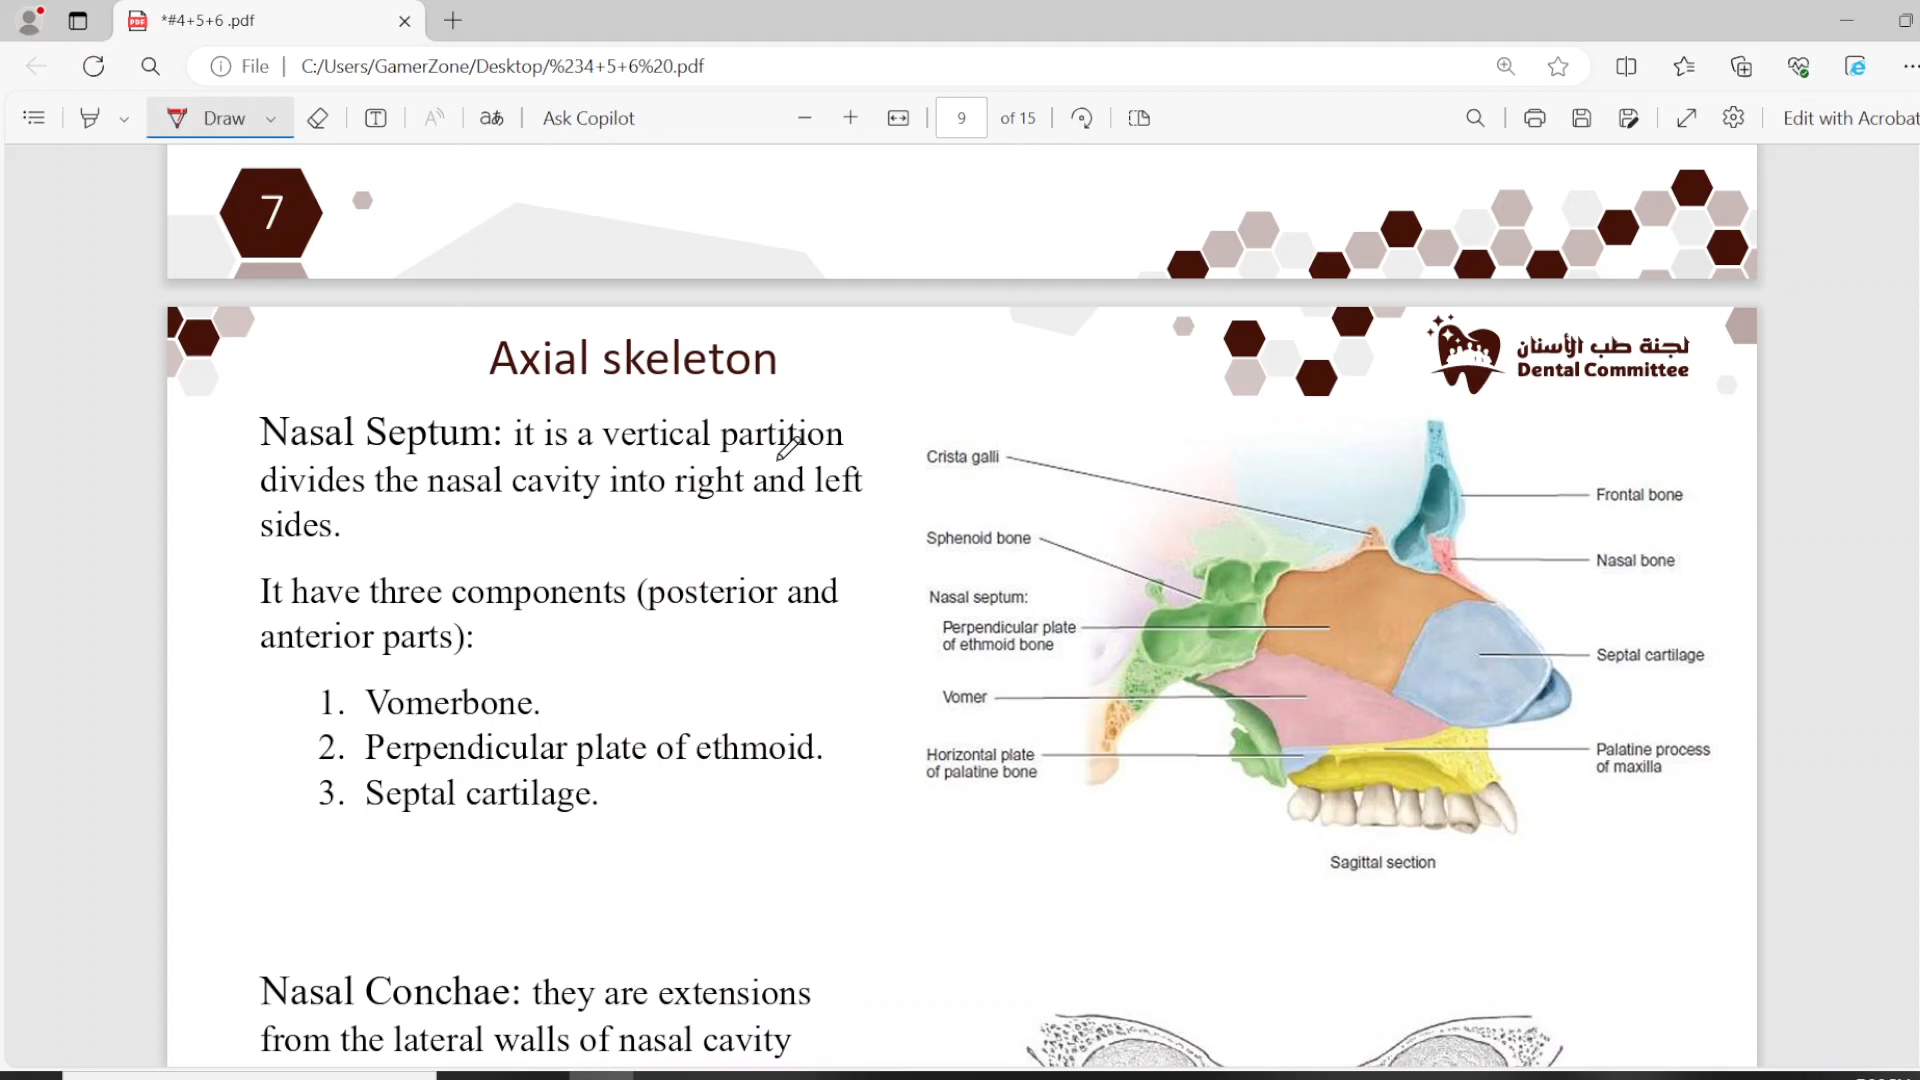 *#4+5+6 .pdf
File
C:/Users/GamerZone/Desktop/%234+5+6%20.pdf
Draw
aあ
Ask Copilot
9
of 15
Edit with Acrobat
7
Axial skeleton
لجنة طب الأسنان
Dental Committee
Nasal Septum: it is a vertical partition
divides the nasal cavity into right and left
sides.
It have three components (posterior and
anterior parts):
1. Vomerbone.
2. Perpendicular plate of ethmoid.
3. Septal cartilage.
Crista galli
Sphenoid bone
Nasal septum:
Perpendicular plate
of ethmoid bone
Vomer
Horizontal plate
of palatine bone
Frontal bone
Nasal bone
Septal cartilage
Palatine process
of maxilla
Sagittal section
Nasal Conchae: they are extensions
from the lateral walls of nasal cavity